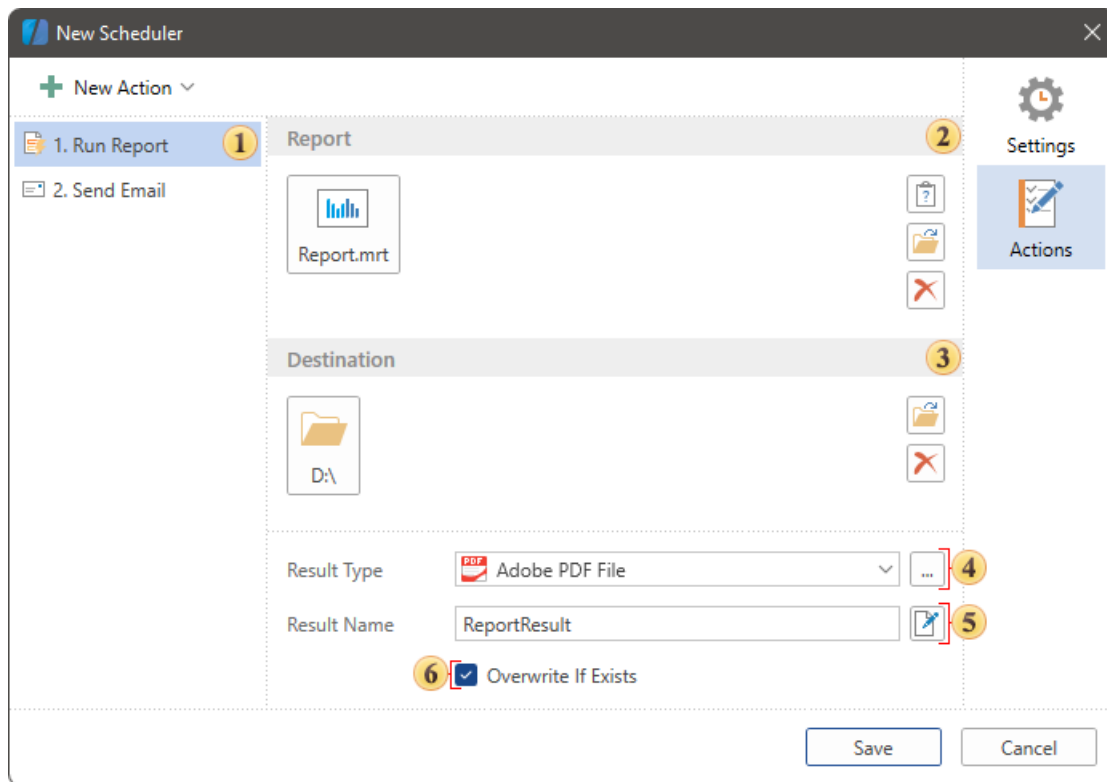 New Scheduler
New Action
Settings
Actions
1. Run Report
1
2. Send Email
Report
2
Report.mrt
?
Destination
3
D:\
Result Type
PDF
Adobe PDF File
...
4
Result Name
ReportResult
5
6
Overwrite If Exists
Save
Cancel